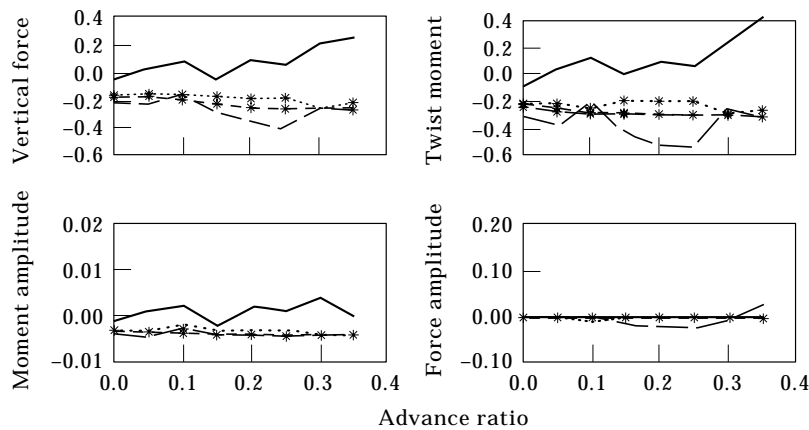 Vertical force
0.4
0.2
0.0
−0.2
−0.4
−0.6
Twist moment
0.4
0.2
0.0
−0.2
−0.4
−0.6
Moment amplitude
0.02
0.01
0.00
−0.01
0.0 0.1 0.2 0.3 0.4
Force amplitude
0.20
0.20
0.00
−0.10
0.0 0.1 0.2 0.3 0.4
Advance ratio